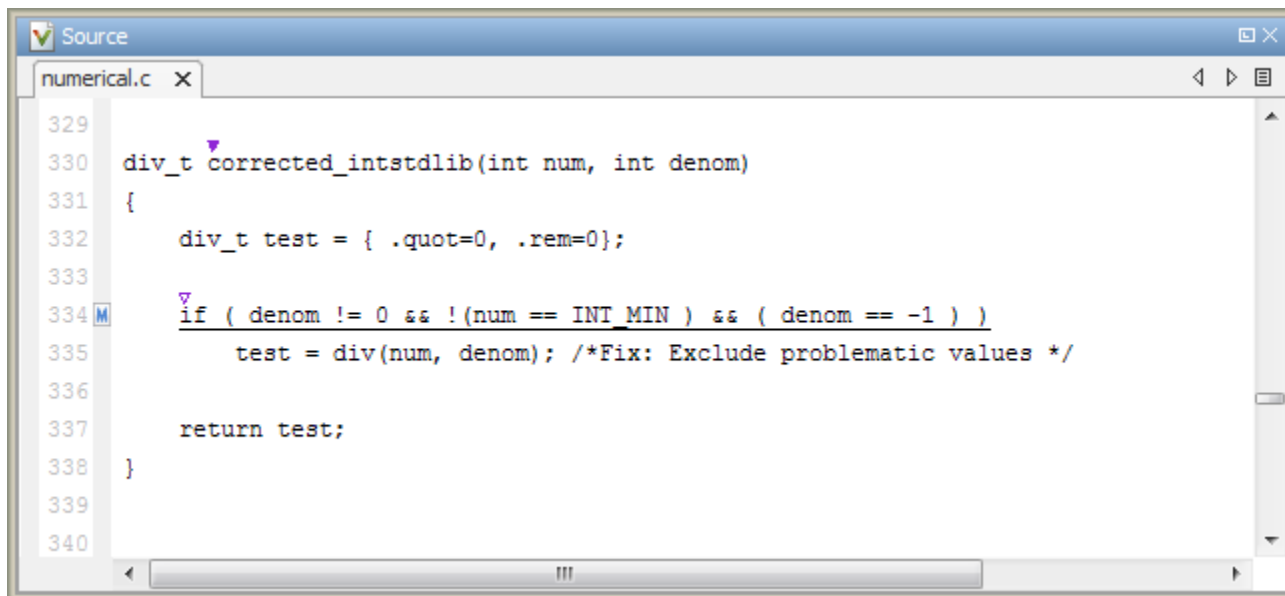 Source
numerical.c
329
330 div_t corrected_intstdlib(int num, int denom)
331 {
332 div_t test = { .quot=0, .rem=0};
333
334 M if ( denom != 0 && !(num == INT_MIN ) && ( denom == -1 ) )
335 test = div(num, denom); /*Fix: Exclude problematic values */
336
337 return test;
338 }
339
340